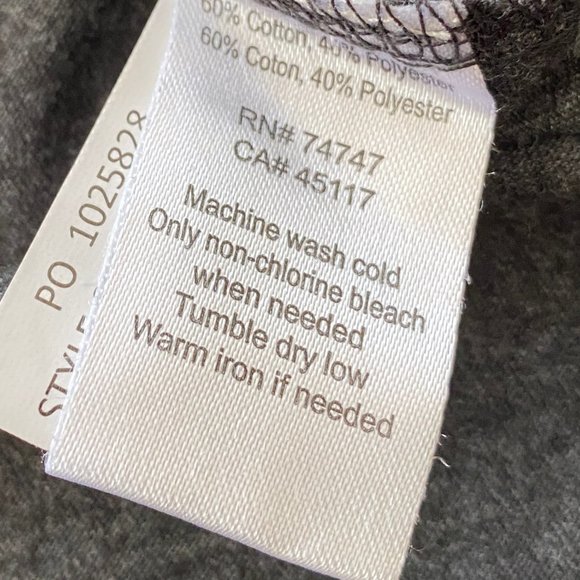 60% Cotton, 40% Polyester
60% Coton, 40% Polyester
RN# 74747
CA# 45117
Machine wash cold
Only non-chlorine bleach
when needed
Tumble dry low
Warm iron if needed
PO 1025828
STYLE